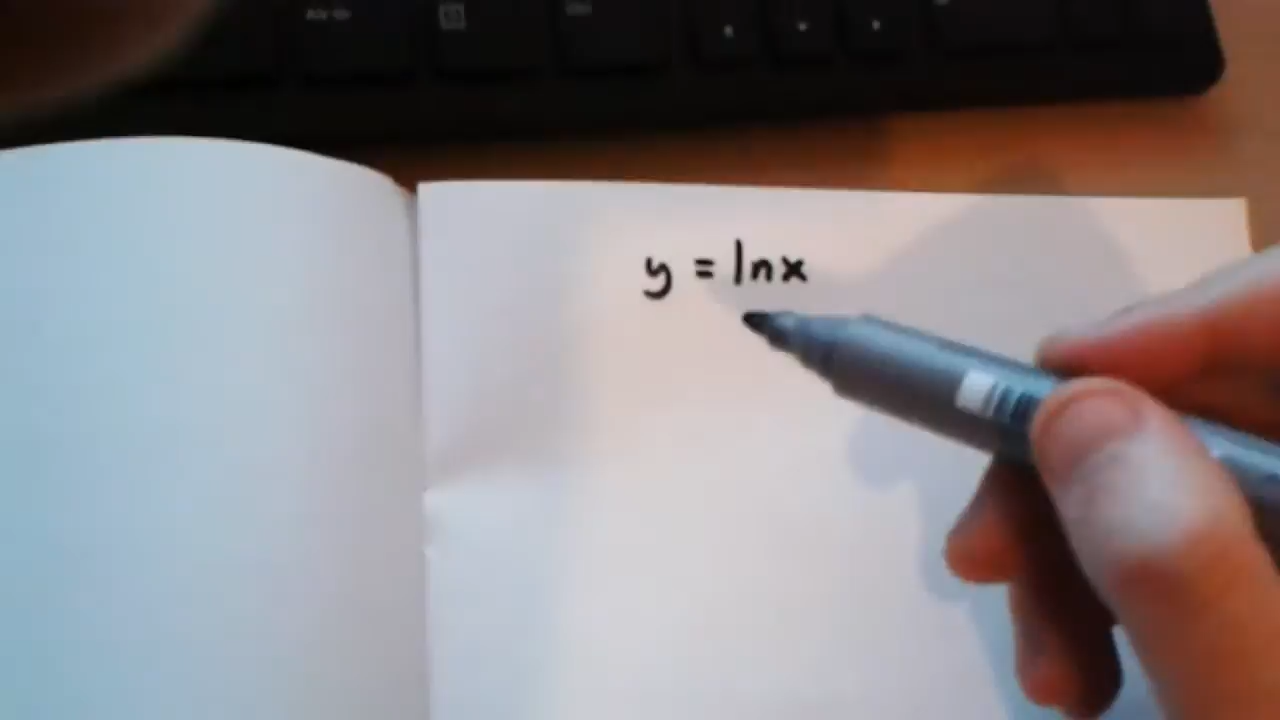 y = lnx